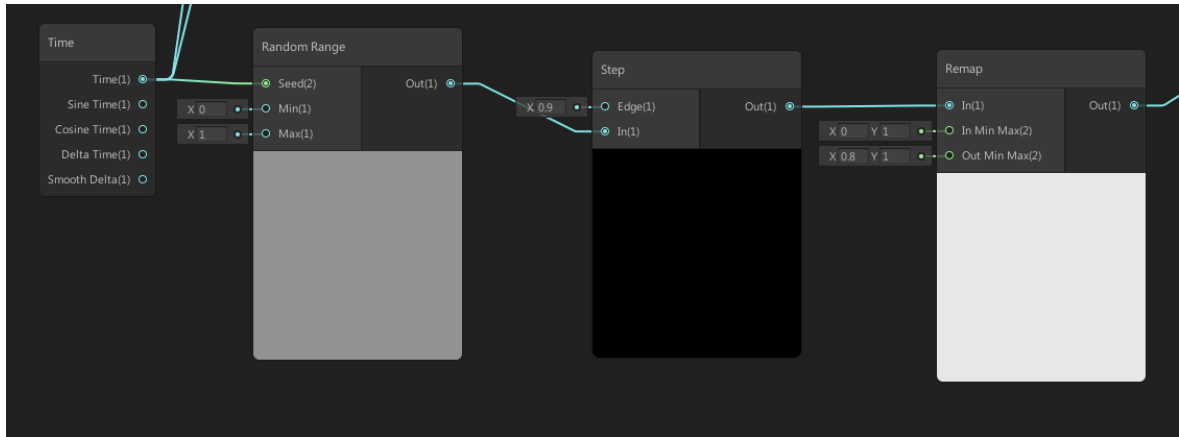 Time
Time(1)
Sine Time(1)
Cosine Time(1)
Delta Time(1)
Smooth Delta(1)
Random Range
Seed(2)
Out(1)
X 0
Min(1)
X 1
Max(1)
Step
X 0.9
Edge(1)
Out(1)
In(1)
Remap
In(1)
Out(1)
X 0 Y 1
In Min Max(2)
X 0.8 Y 1
Out Min Max(2)